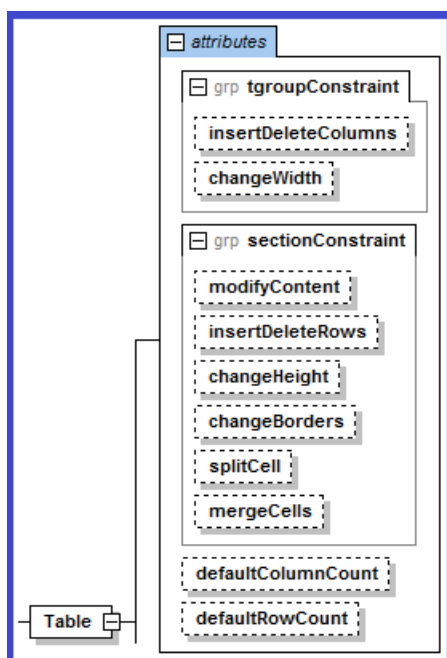 attributes
grp tgroupConstraint
insertDeleteColumns
changeWidth
grp sectionConstraint
modifyContent
insertDeleteRows
changeHeight
changeBorders
splitCell
mergeCells
defaultColumnCount
defaultRowCount
Table